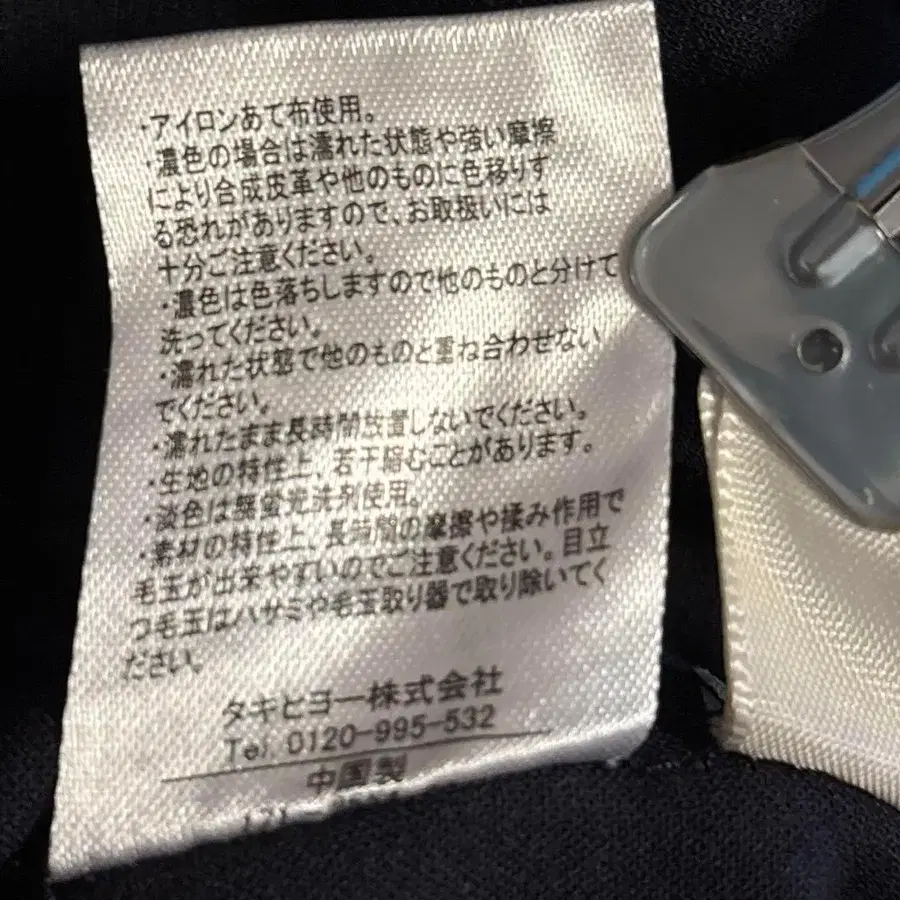 ・アイロンあて布使用。
・濃色の場合は濡れた状態や強い摩擦
により合成皮革や他のものに色移りす
る恐れがありますので、お取扱いには
十分ご注意ください。
・濃色は色落ちしますので他のものと分けて
洗ってください。
・濡れた状態で他のものと重ね合わせない
でください。
・濡れたまま長時間放置しないでください。
・生地の特性上、若干縮むことがあります。
・淡色は無蛍光洗剤使用。
・素材の特性上、長時間の摩擦や揉み作用で
毛玉が出来やすいのでご注意ください。目立
つ毛玉はハサミや毛玉取り器で取り除いてく
ださい。
タキヒヨー株式会社
Tel. 0120-995-532
中国製